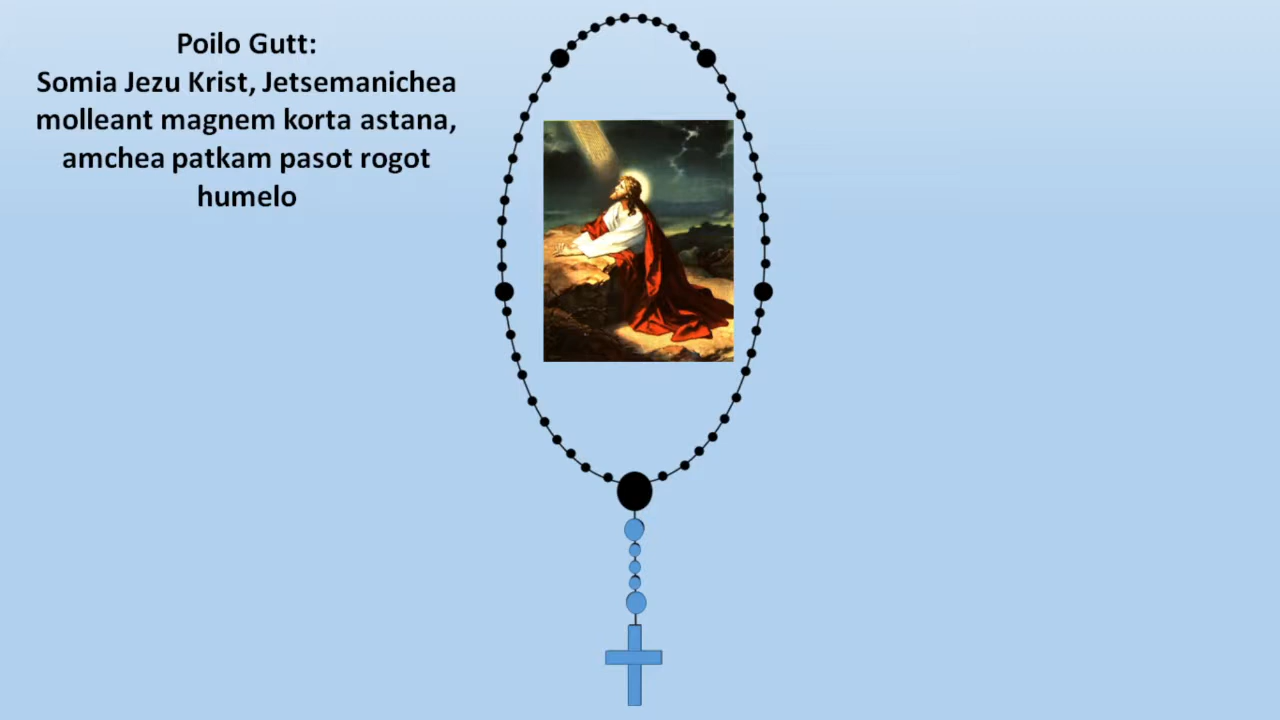 Poilo Gutt:
Somia Jezu Krist, Jetsemanichea
molleant magnem korta astana,
amchea patkam pasot rogot
humelo